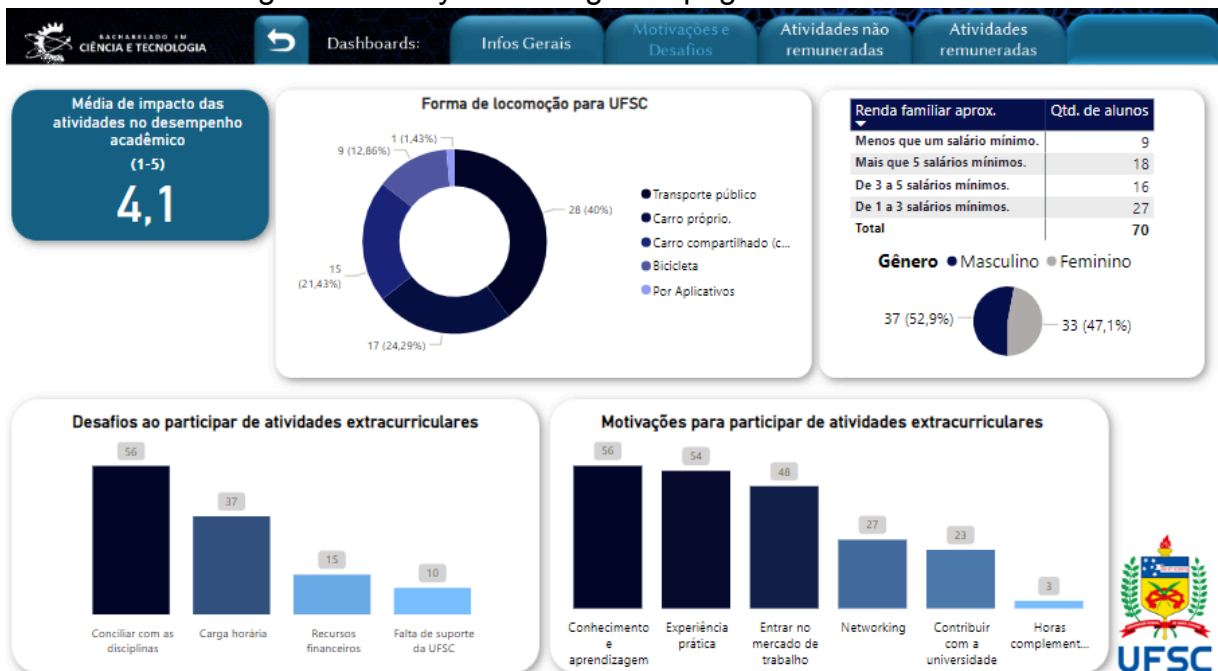 BACHARELADO EM
CIÊNCIA E TECNOLOGIA
Dashboards:
Infos Gerais
Motivações e
Desafios
Atividades não
remuneradas
Atividades
remuneradas
Média de impacto das
atividades no desempenho
acadêmico
(1-5)
4,1
Forma de locomoção para UFSC
1 (1,43%)
9 (12,86%)
28 (40%)
15
(21,43%)
17 (24,29%)
Transporte público
Carro próprio.
Carro compartilhado (c...
Bicicleta
Por Aplicativos
Renda familiar aprox. Qtd. de alunos
Menos que um salário mínimo. 9
Mais que 5 salários mínimos. 18
De 3 a 5 salários mínimos. 16
De 1 a 3 salários mínimos. 27
Total 70
Gênero Masculino Feminino
37 (52,9%)
33 (47,1%)
Desafios ao participar de atividades extracurriculares
56
37
15
10
Conciliar com as
disciplinas
Carga horária
Recursos
financeiros
Falta de suporte
da UFSC
Motivações para participar de atividades extracurriculares
56
54
48
27
23
3
Conhecimento
e
aprendizagem
Experiência
prática
Entrar no
mercado de
trabalho
Networking
Contribuir
com a
universidade
Horas
complement...
UFSC